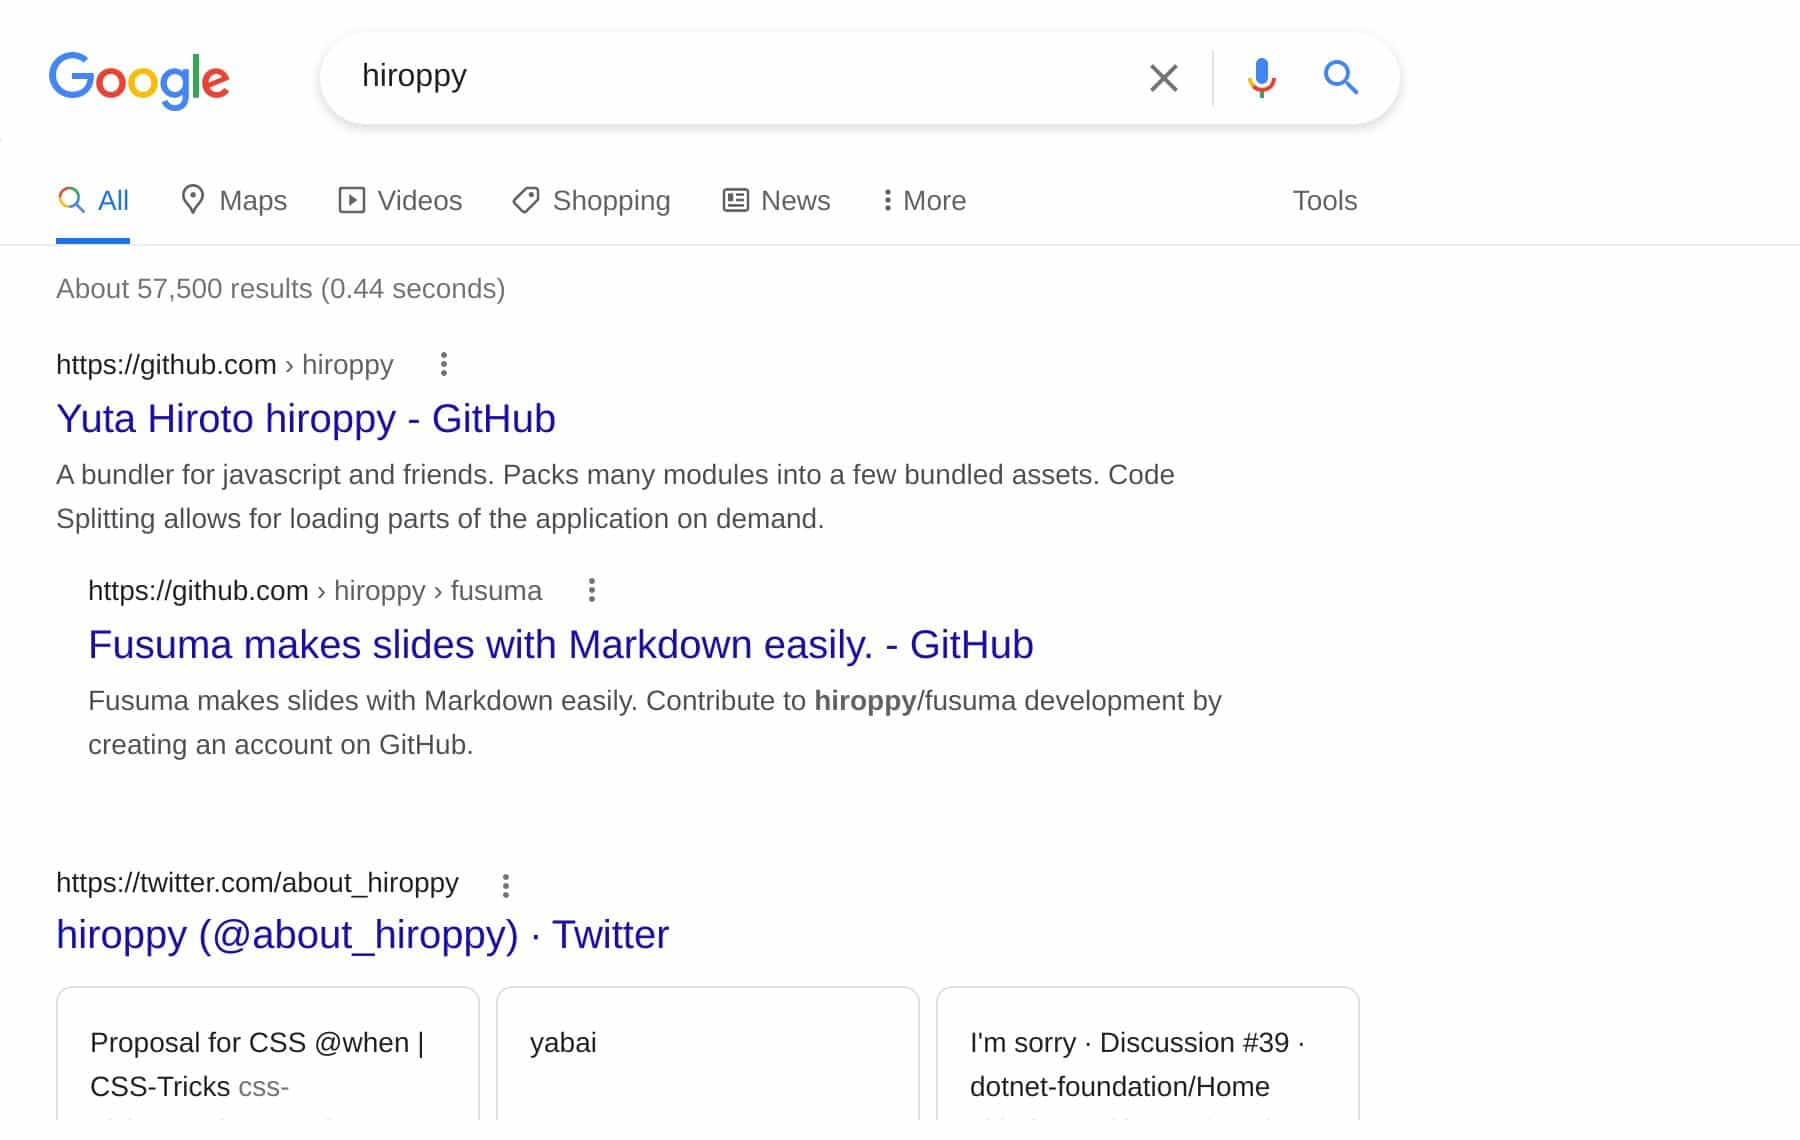 Google
hiroppy
All Maps Videos Shopping News More Tools
About 57,500 results (0.44 seconds)
https://github.com › hiroppy
Yuta Hiroto hiroppy - GitHub
A bundler for javascript and friends. Packs many modules into a few bundled assets. Code
Splitting allows for loading parts of the application on demand.
https://github.com › hiroppy › fusuma
Fusuma makes slides with Markdown easily. - GitHub
Fusuma makes slides with Markdown easily. Contribute to hiroppy/fusuma development by
creating an account on GitHub.
https://twitter.com/about_hiroppy
hiroppy (@about_hiroppy) · Twitter
Proposal for CSS @when |
CSS-Tricks css-
yabai
I'm sorry · Discussion #39 ·
dotnet-foundation/Home